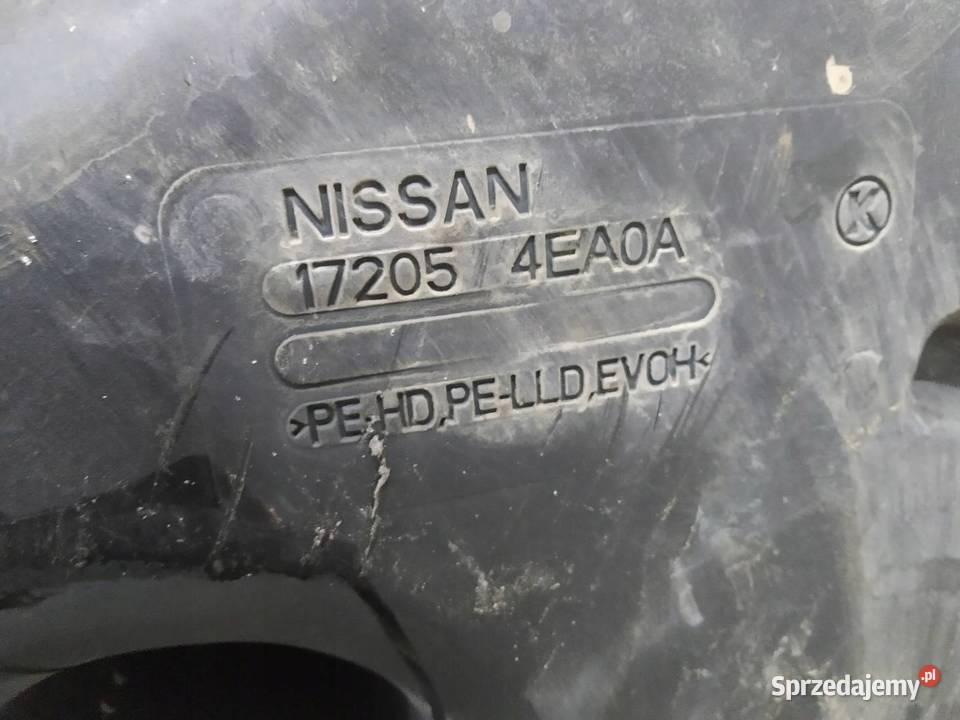 NISSAN
K
17205 4EA0A
>PE-HD,PE-LLD,EVOH<
Sprzedajemy.pl